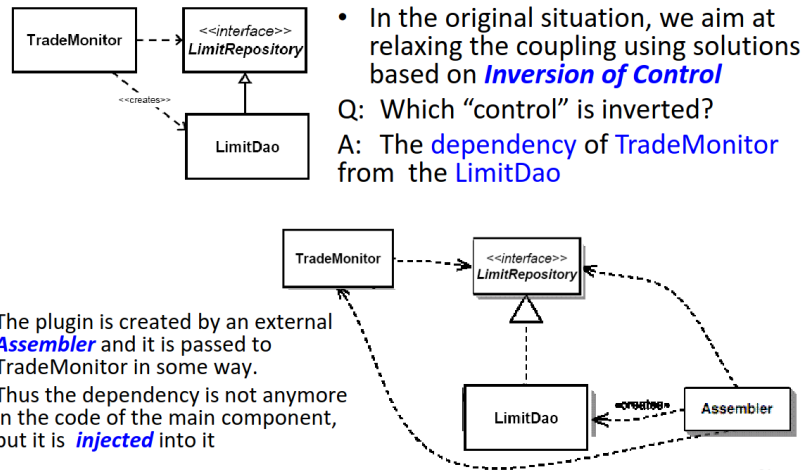 TradeMonitor
<<interface>>
LimitRepository
<<creates>>
LimitDao
• In the original situation, we aim at
relaxing the coupling using solutions
based on Inversion of Control
Q: Which “control” is inverted?
A: The dependency of TradeMonitor
from the LimitDao
TradeMonitor
<<interface>>
LimitRepository
The plugin is created by an external
Assembler and it is passed to
TradeMonitor in some way.
Thus the dependency is not anymore
in the code of the main component,
but it is injected into it
LimitDao
«creates»
Assembler